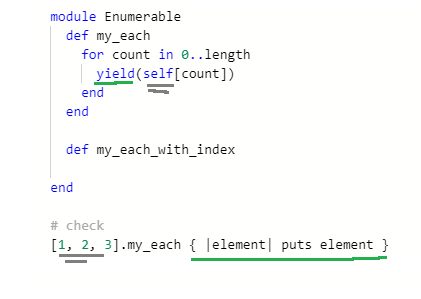 module Enumerable
  def my_each
    for count in 0..length
      yield(self[count])
    end
  end
  def my_each_with_index
end
# check
[1, 2, 3].my_each { |element| puts element }